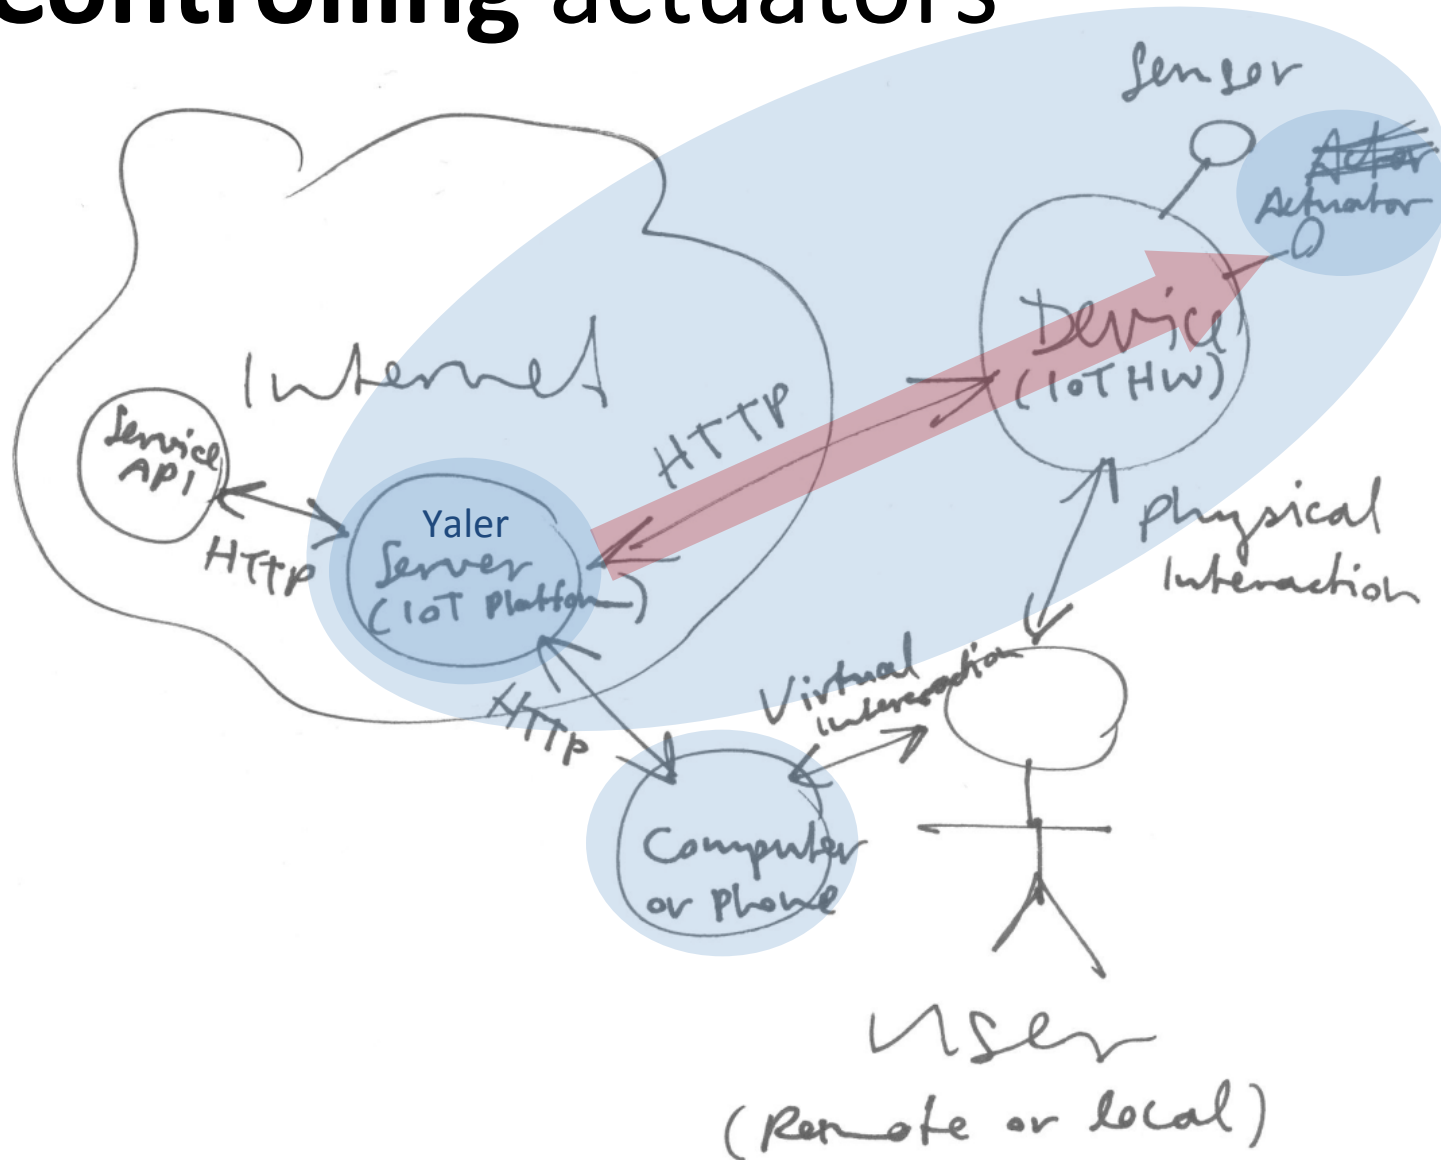 Controlling actuators
Sensor
Actor
Actuator
Internet
Device
(IoT HW)
HTTP
Service
API
HTTP
Yaler
Server
(IoT Platform)
Physical
Interaction
Virtual
Interaction
HTTP
Computer
or Phone
User
(Remote or local)